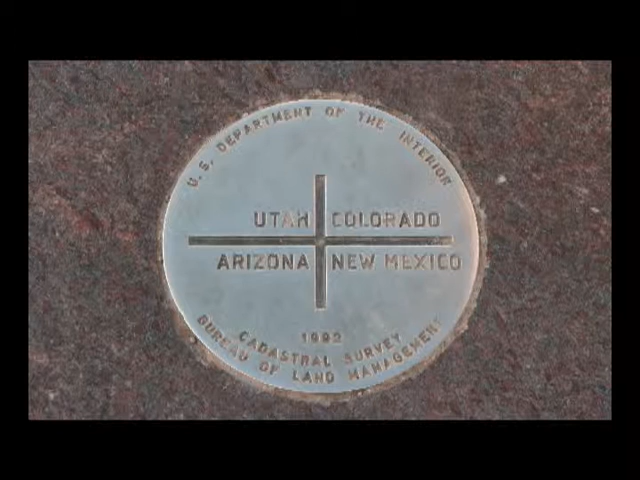 U.S. DEPARTMENT OF THE INTERIOR
UTAH COLORADO
ARIZONA NEW MEXICO
1992
CADASTRAL SURVEY
BUREAU OF LAND MANAGEMENT